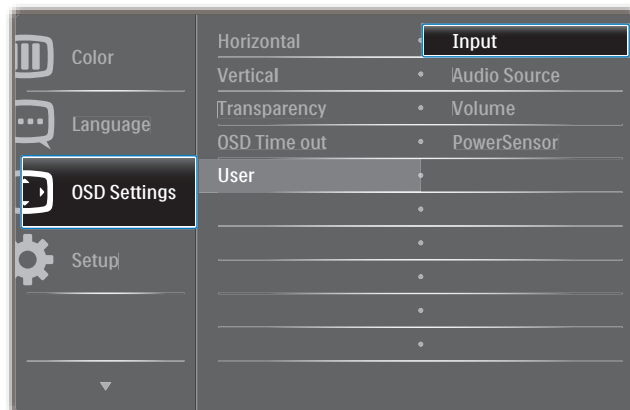 Color
Language
OSD Settings
Setup
Horizontal
Vertical
Transparency
OSD Time out
User
Input
Audio Source
Volume
PowerSensor